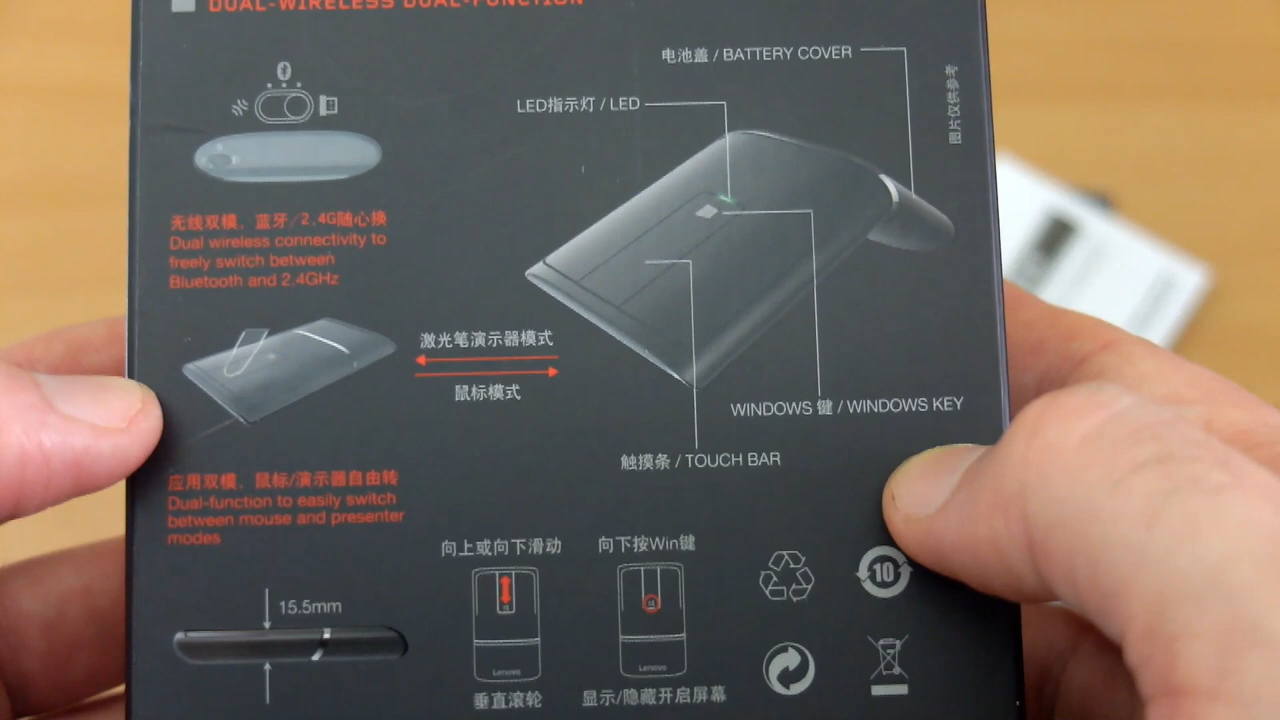 DUAL-WIRELESS DUAL-FUNCTION
电池盖 / BATTERY COVER
LED指示灯 / LED
图片仅供参考
无线双模，蓝牙/2.4G随心换
Dual wireless connectivity to
freely switch between
Bluetooth and 2.4GHz
激光笔演示器模式
鼠标模式
WINDOWS 键 / WINDOWS KEY
触摸条 / TOUCH BAR
应用双模、鼠标/演示器自由转
Dual-function to easily switch
between mouse and presenter
modes
15.5mm
向上或向下滑动
Lenovo
垂直滚轮
向下按Win键
Lenovo
显示/隐藏开启屏幕
10